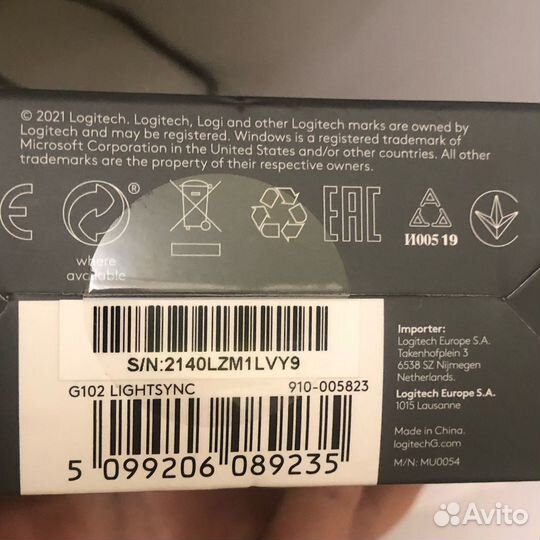 © 2021 Logitech. Logitech, Logi and other Logitech marks are owned by
Logitech and may be registered. Windows is a registered trademark of
Microsoft Corporation in the United States and/or other countries. All other
trademarks are the property of their respective owners.
CE
®
EAC
И005 19
where
available
S/N:2140LZM1LVY9
G102 LIGHTSYNC 910-005823
5 099206 089235
Importer:
Logitech Europe S.A.
Takenhofplein 3
6538 SZ Nijmegen
Netherlands.
Logitech Europe S.A.
1015 Lausanne
Made in China.
logitechG.com
M/N: MU0054
Avito